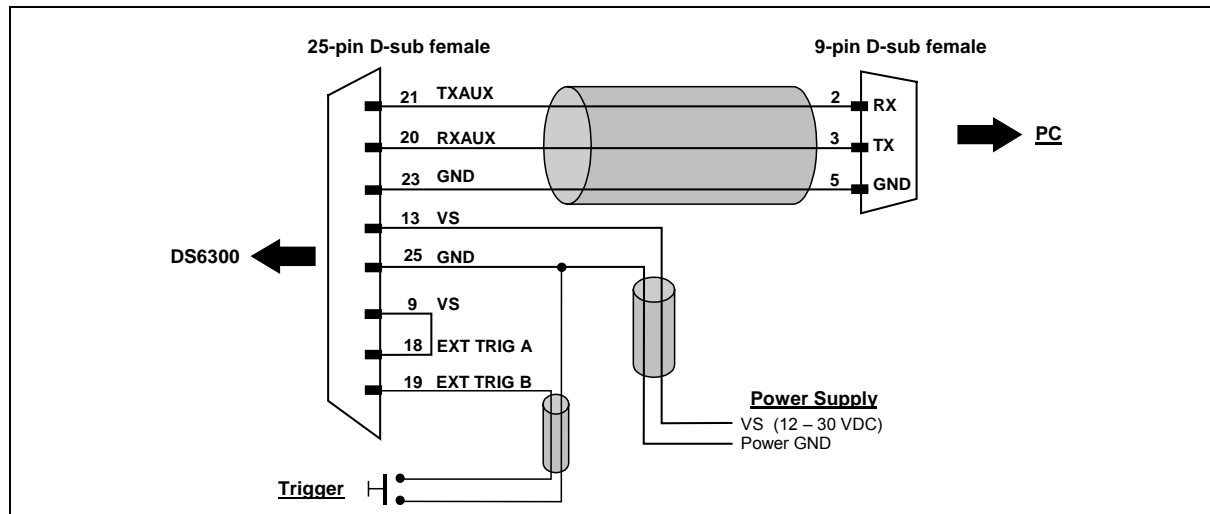 25-pin D-sub female
9-pin D-sub female
21 TXAUX 2 RX
20 RXAUX 3 TX
23 GND 5 GND
PC
13 VS
DS6300
25 GND
9 VS
18 EXT TRIG A
19 EXT TRIG B
Power Supply
VS (12 – 30 VDC)
Power GND
Trigger